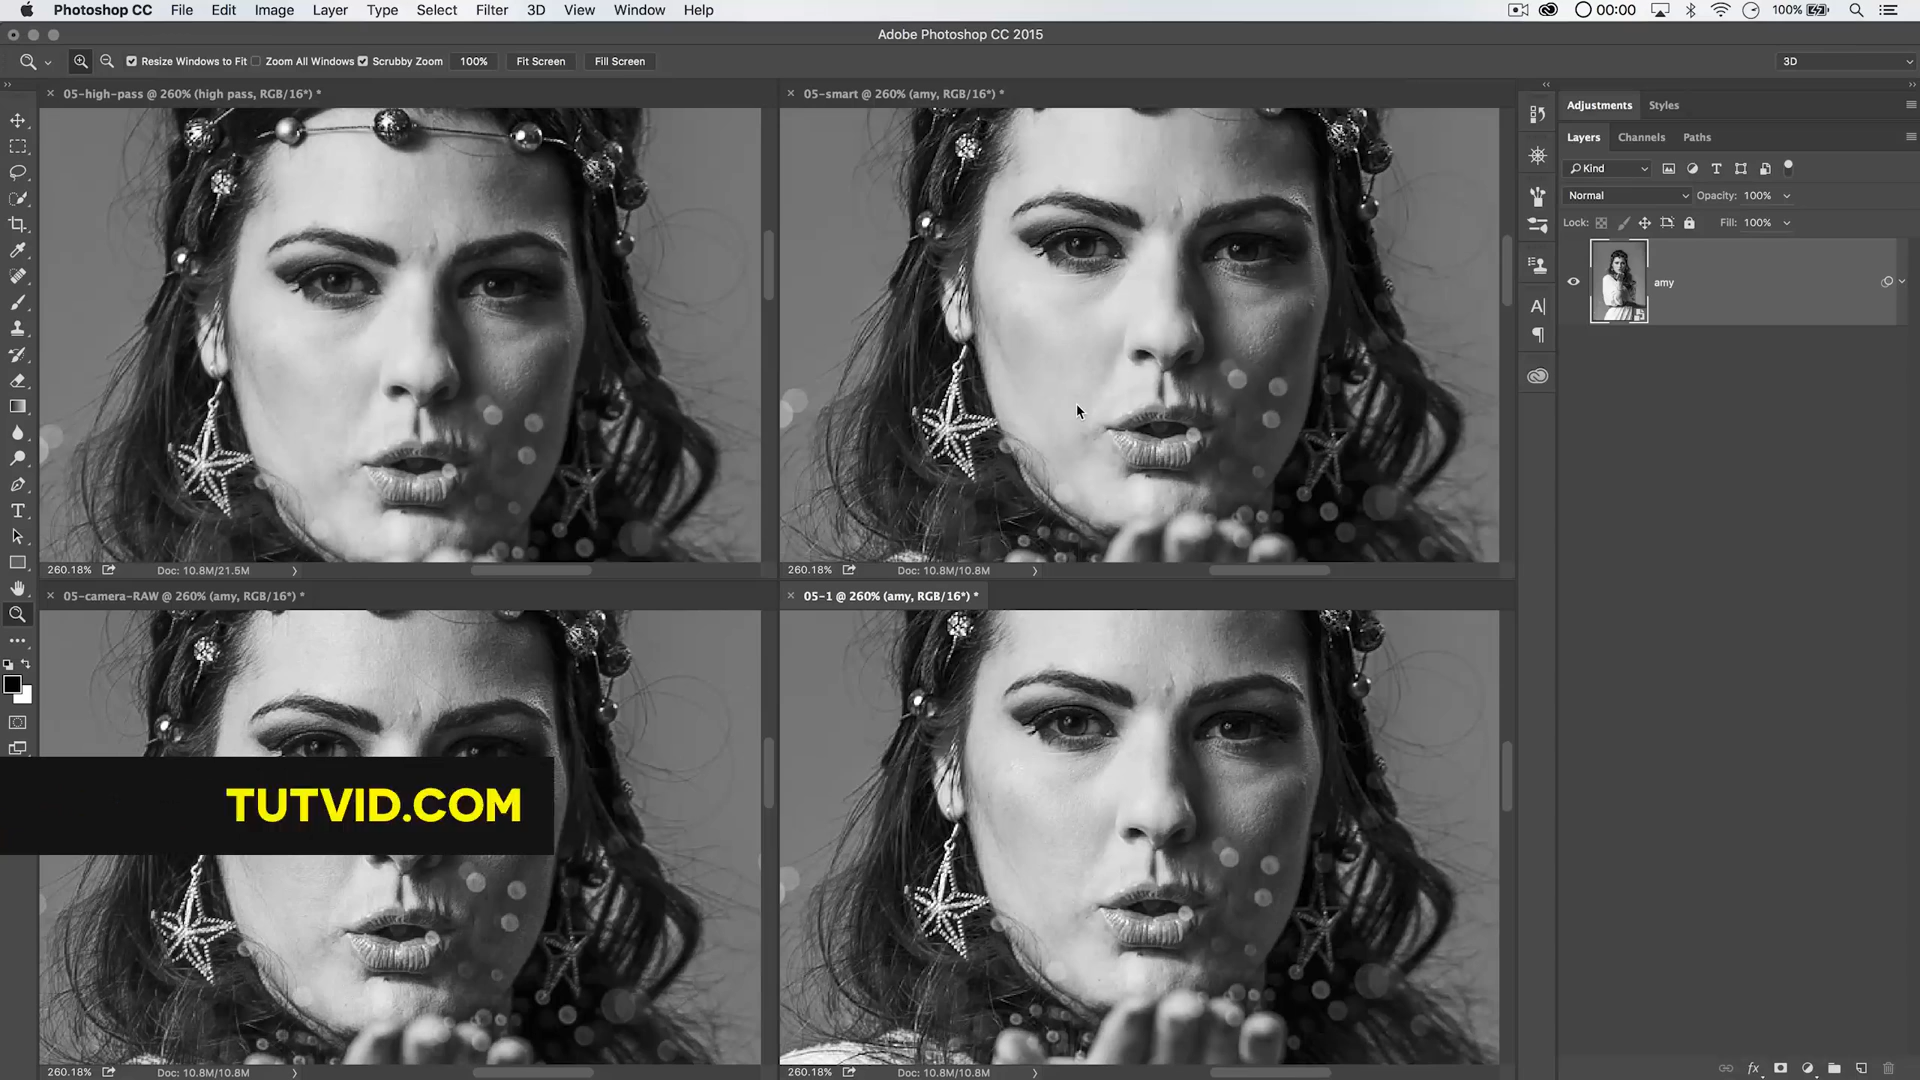 Photoshop CC File Edit Image Layer Type Select Filter 3D View Window Help 00:00 100%
Adobe Photoshop CC 2015
Resize Windows to Fit Zoom All Windows Scrubby Zoom 100% Fit Screen Fill Screen 3D
05-high-pass @ 260% (high pass, RGB/16*) *
05-smart @ 260% (amy, RGB/16*) *
Adjustments Styles
Layers Channels Paths
Kind
Normal Opacity: 100%
Lock: Fill: 100%
amy
260.18% Doc: 10.8M/21.5M
260.18% Doc: 10.8M/10.8M
05-camera-RAW @ 260% (amy, RGB/16*) *
05-1 @ 260% (amy, RGB/16*) *
TUTVID.COM
260.18% Doc: 10.8M/10.8M
260.18% Doc: 10.8M/10.8M